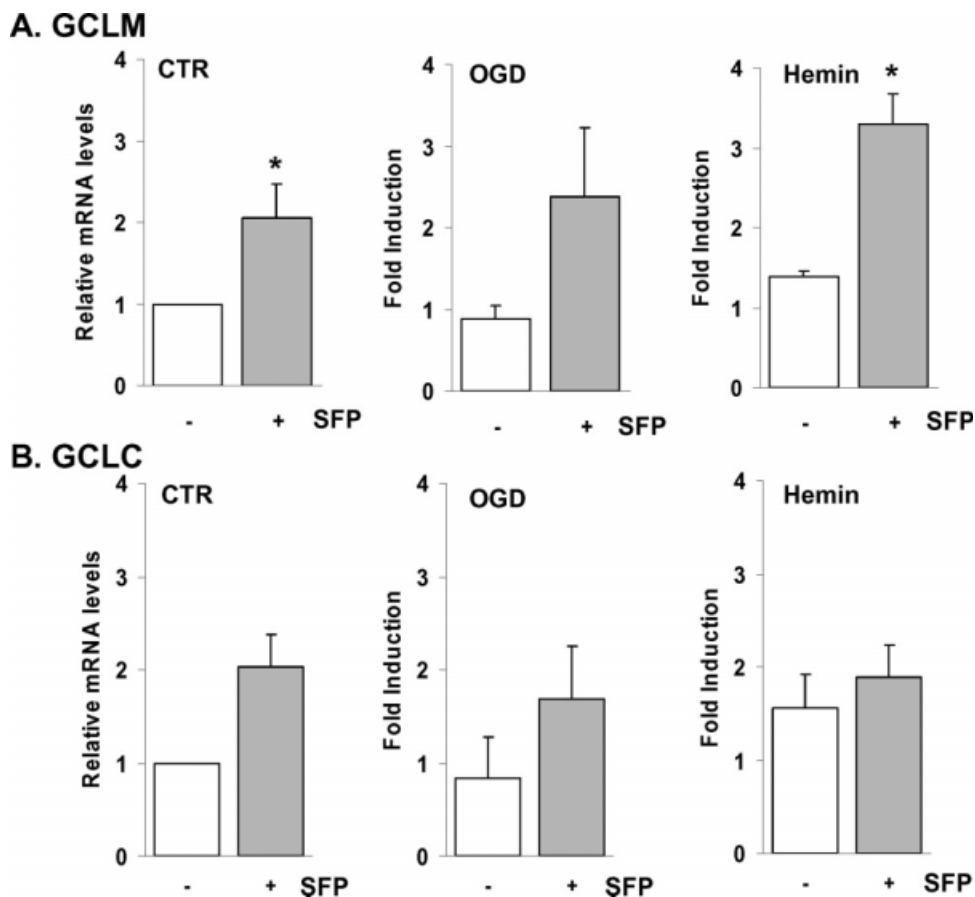 A. GCLM
CTR
Relative mRNA levels
4
3
2
1
0
*
- + SFP
OGD
Fold Induction
4
3
2
1
0
- + SFP
Hemin
Fold Induction
4
3
2
1
0
*
- + SFP
B. GCLC
CTR
Relative mRNA levels
4
3
2
1
0
- + SFP
OGD
Fold Induction
4
3
2
1
0
- + SFP
Hemin
Fold Induction
4
3
2
1
0
- + SFP